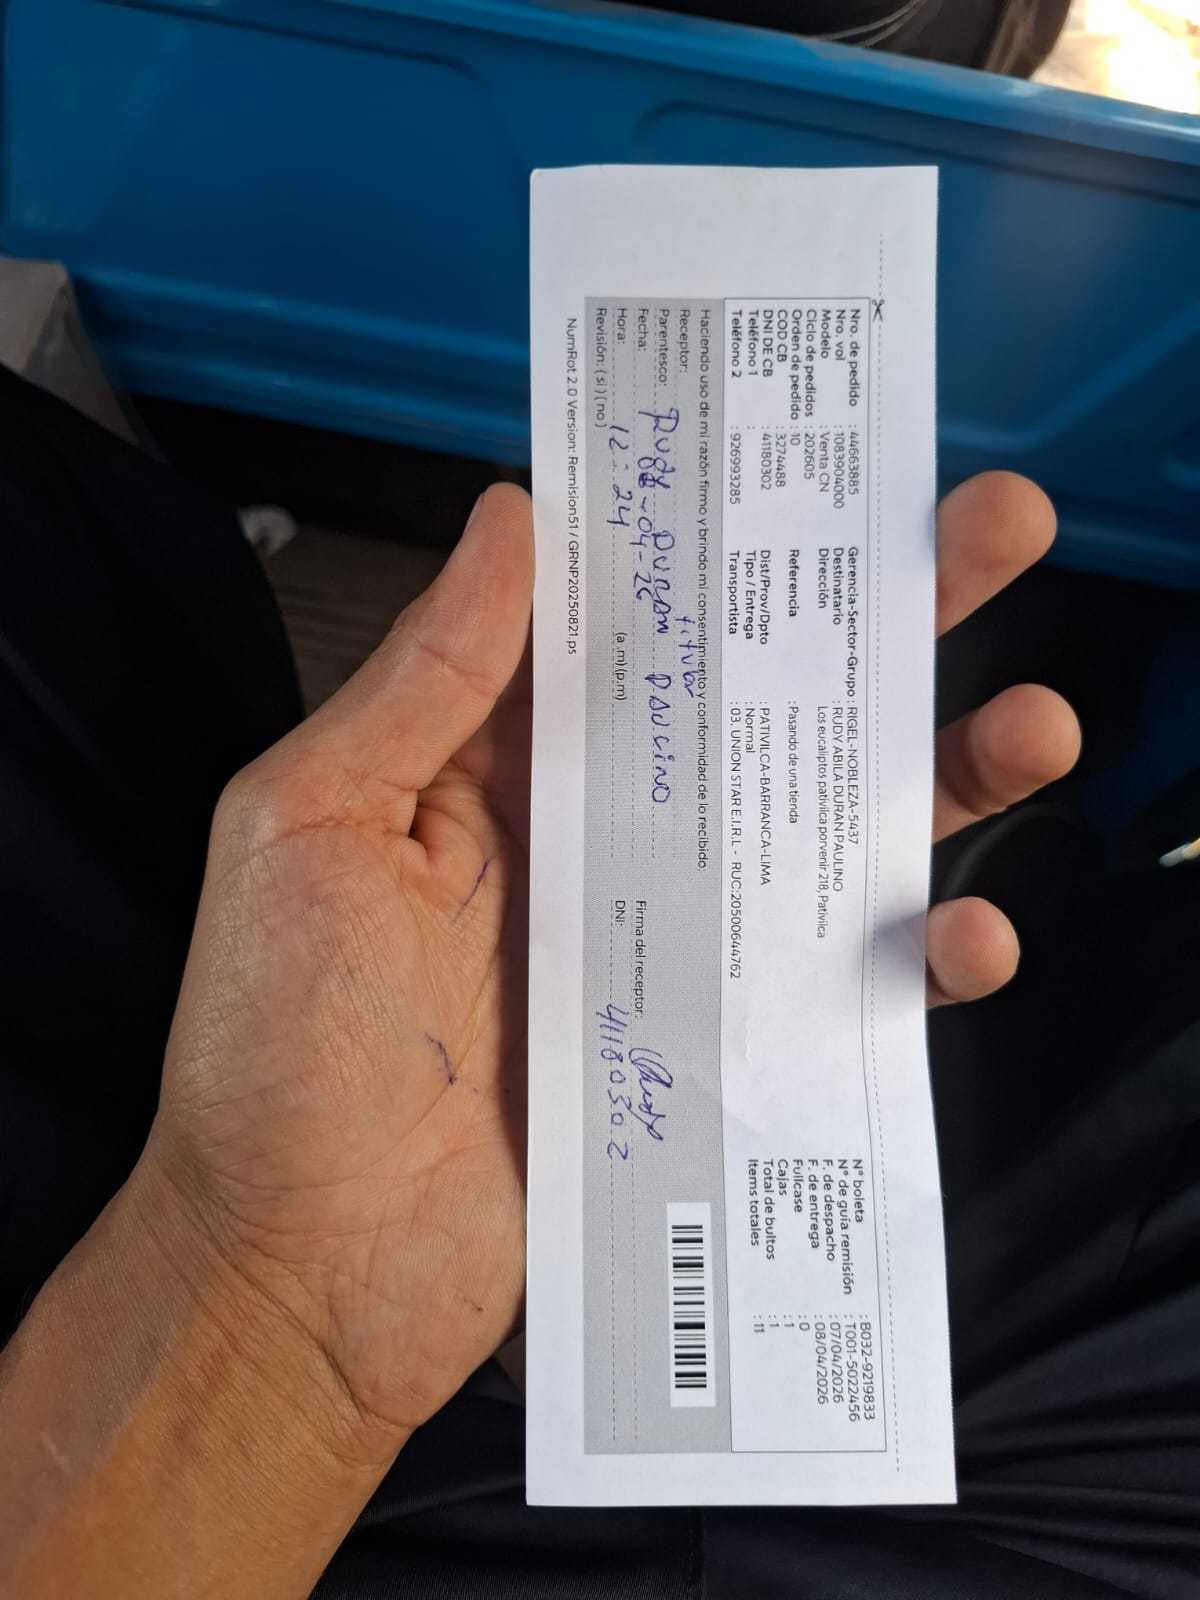 Nro. de pedido : 44663885
Nro. vol : 1083904000
Modelo : Venta CN
Ciclo de pedidos : 202605
Orden de pedido : 10
COD CB : 3274488
DNI DE CB : 41180302
Teléfono 1 :
Teléfono 2 : 926993285
Gerencia-Sector-Grupo : RIGEL-NOBLEZA-5437
Destinatario : RUDY ABILA DURAN PAULINO
Dirección Los eucaliptos pativilca porvenir 218, Pativilca
Referencia : Pasando de una tienda
Dist/Prov/Dpto : PATIVILCA-BARRANCA-LIMA
Tipo / Entrega : Normal
Transportista : 03. UNION STAR E.I.R.L - RUC:20500644762
N° boleta : B032-9219833
N° de guía remisión : T001-5022456
F. de despacho : 07/04/2026
F. de entrega : 08/04/2026
Fullcase : 0
Cajas : 1
Total de bultos : 1
Items totales : 11
Haciendo uso de mi razón firmo y brindo mi consentimiento y conformidad de lo recibido.
Receptor: titular
Parentesco: Rudy Duran Paulino
Fecha: 08-04-26
Hora: 12:24 (a.m) (p.m)
Revisión: (si) (no)
Firma del receptor: Rudy
DNI: 41180302
NumRot 2.0 Version: Remision51 / GRNP20250821.ps